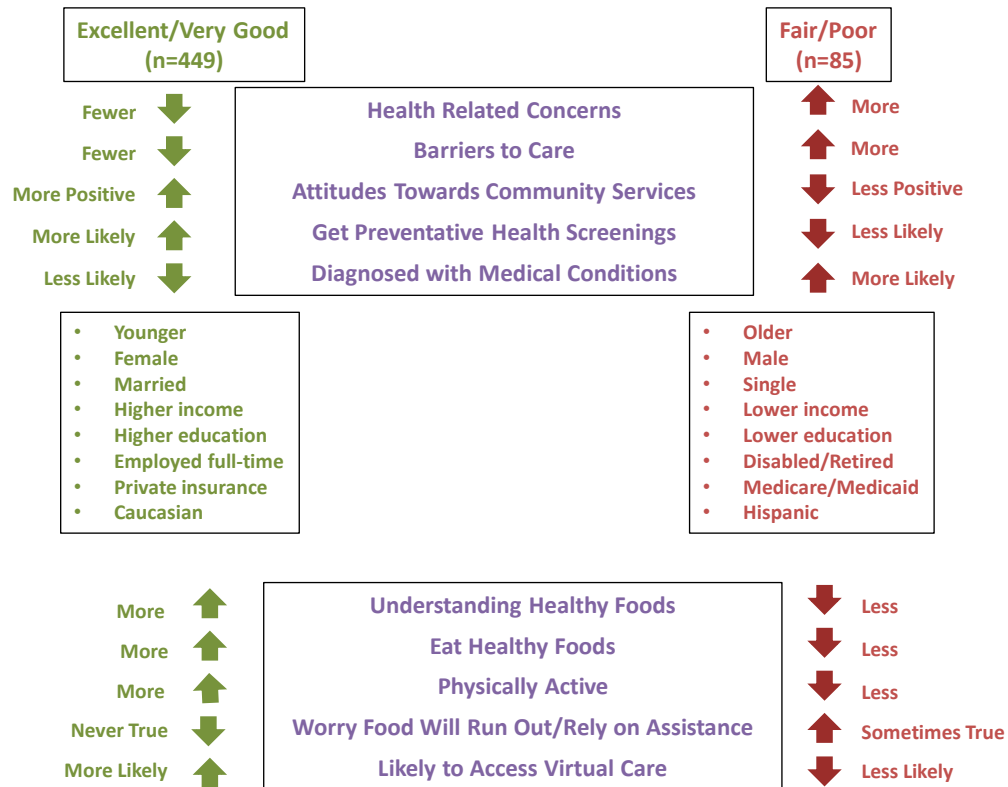 Excellent/Very Good
(n=449)
Fair/Poor
(n=85)
Fewer
Health Related Concerns
More
Fewer
Barriers to Care
More
More Positive
Attitudes Towards Community Services
Less Positive
More Likely
Get Preventative Health Screenings
Less Likely
Less Likely
Diagnosed with Medical Conditions
More Likely
• Younger
• Female
• Married
• Higher income
• Higher education
• Employed full-time
• Private insurance
• Caucasian
• Older
• Male
• Single
• Lower income
• Lower education
• Disabled/Retired
• Medicare/Medicaid
• Hispanic
More
Understanding Healthy Foods
Less
More
Eat Healthy Foods
Less
More
Physically Active
Less
Never True
Worry Food Will Run Out/Rely on Assistance
Sometimes True
More Likely
Likely to Access Virtual Care
Less Likely